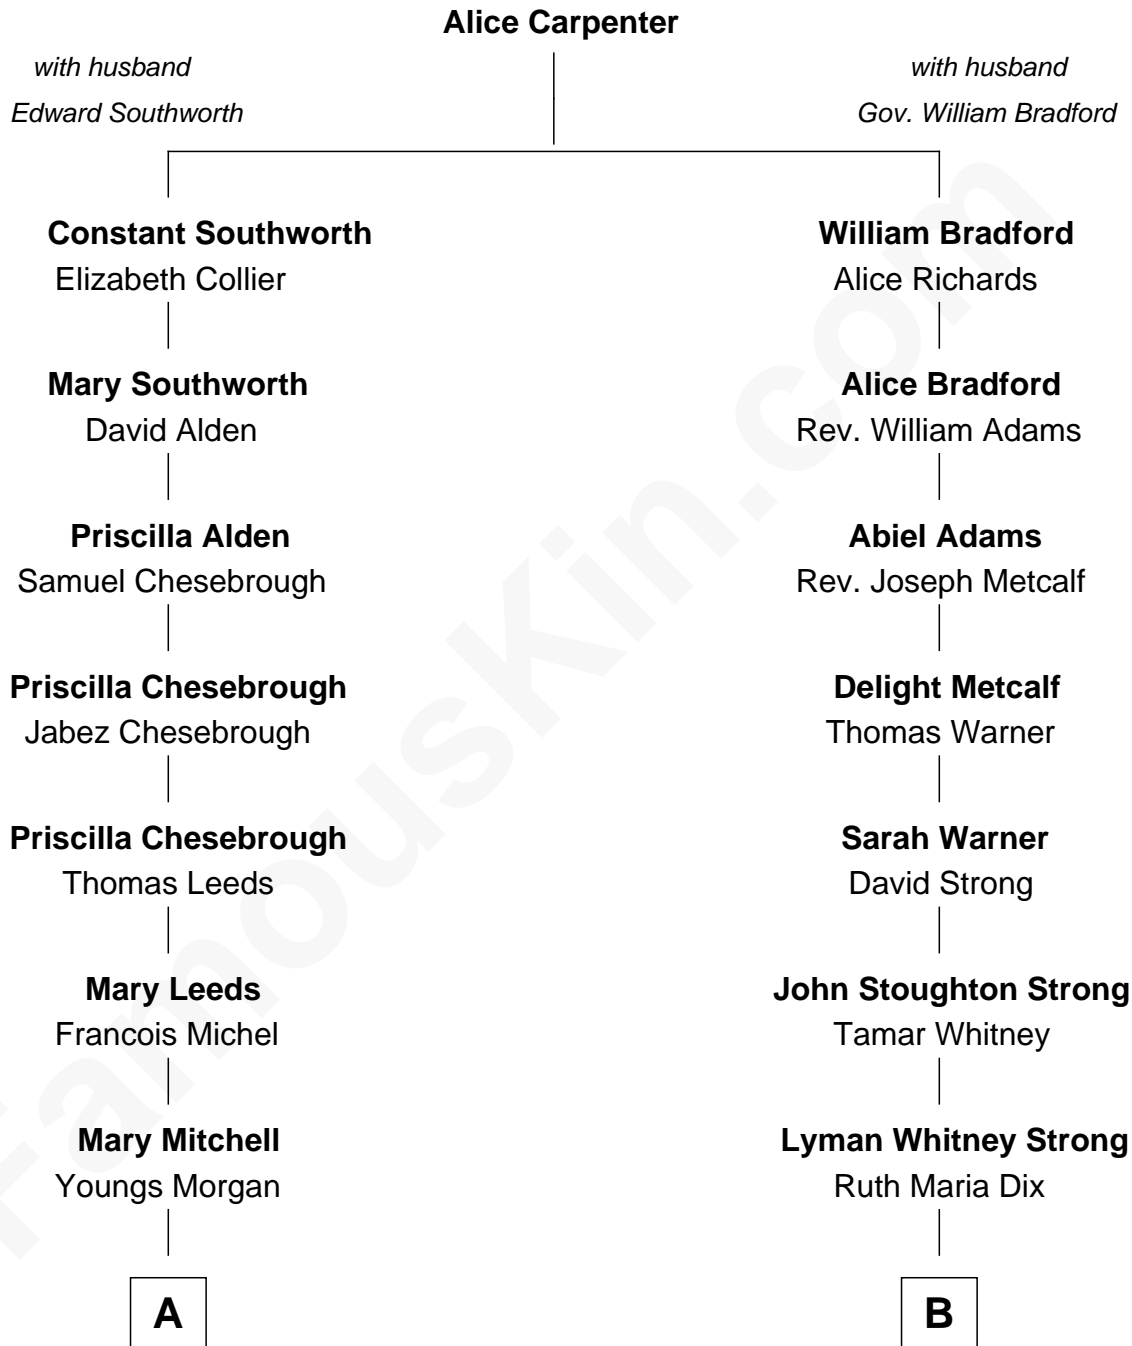 Alice Carpenter
with husband
Edward Southworth
with husband
Gov. William Bradford
Constant Southworth
Elizabeth Collier
Mary Southworth
David Alden
Priscilla Alden
Samuel Chesebrough
Priscilla Chesebrough
Jabez Chesebrough
Priscilla Chesebrough
Thomas Leeds
Mary Leeds
Francois Michel
Mary Mitchell
Youngs Morgan
A
William Bradford
Alice Richards
Alice Bradford
Rev. William Adams
Abiel Adams
Rev. Joseph Metcalf
Delight Metcalf
Thomas Warner
Sarah Warner
David Strong
John Stoughton Strong
Tamar Whitney
Lyman Whitney Strong
Ruth Maria Dix
B
FamousKin.com